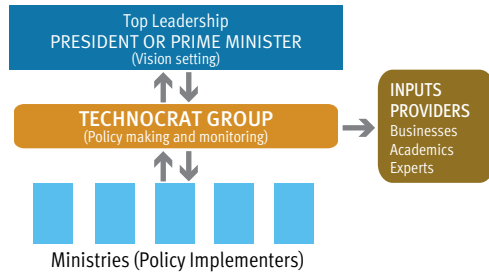 Top Leadership
PRESIDENT OR PRIME MINISTER
(Vision setting)
TECHNOCRAT GROUP
(Policy making and monitoring)
INPUTS
PROVIDERS
Businesses
Academics
Experts
Ministries (Policy Implementers)